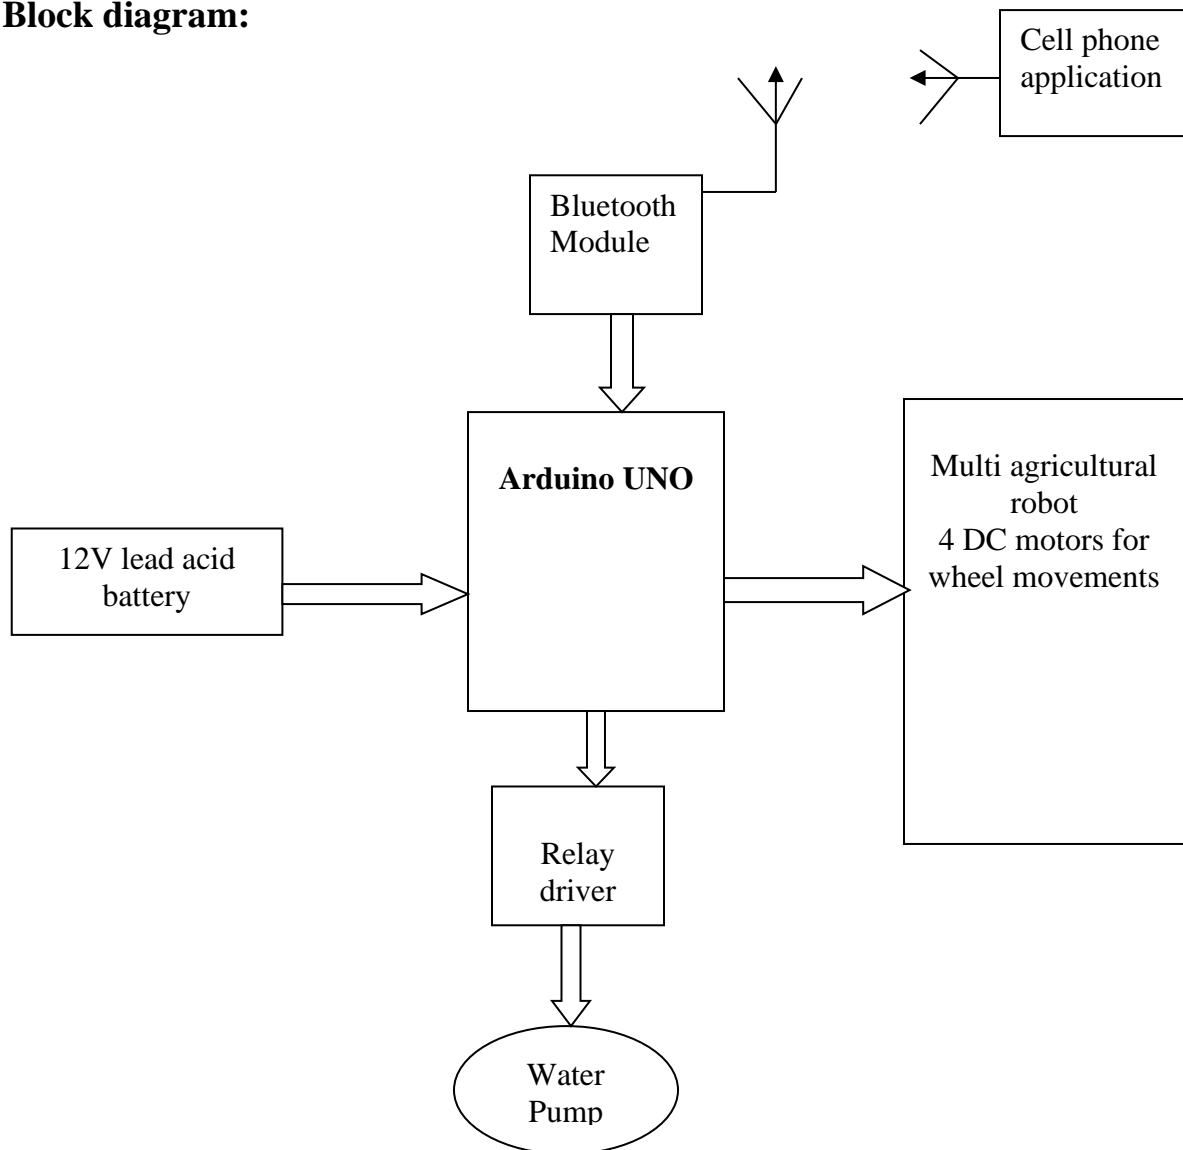 Block diagram:
Cell phone
application
Bluetooth
Module
Arduino UNO
Multi agricultural
robot
4 DC motors for
wheel movements
12V lead acid
battery
Relay
driver
Water
Pump